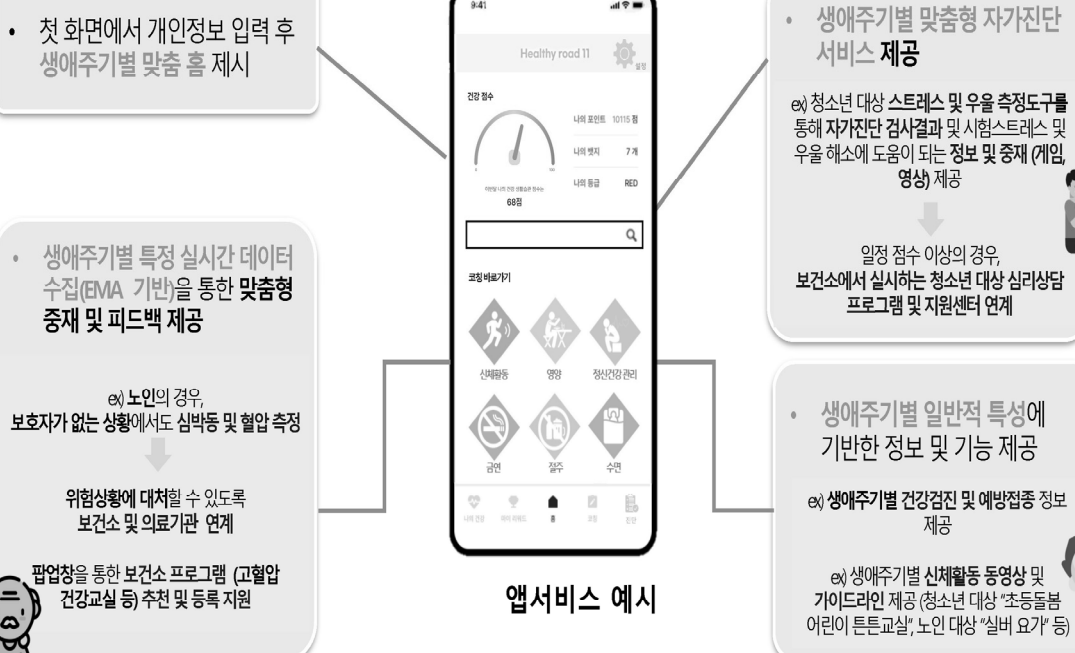 • 첫 화면에서 개인정보 입력 후
생애주기별 맞춤 홈 제시
• 생애주기별 특정 실시간 데이터
수집(EMA 기반)을 통한 맞춤형
중재 및 피드백 제공
ex) 노인의 경우,
보호자가 없는 상황에서도 심박동 및 혈압 측정
위험상황에 대처할 수 있도록
보건소 및 의료기관 연계
팝업창을 통한 보건소 프로그램 (고혈압
건강교실 등) 추천 및 등록 지원
9:41
Healthy road 11
설정
건강 점수
나의 포인트 10115 점
나의 뱃지 7 개
나의 등급 RED
68점
코칭 바로가기
신체활동 영양 정신건강 관리
금연 절주 수면
나의 건강 홈 코칭 진단
앱서비스 예시
• 생애주기별 맞춤형 자가진단
서비스 제공
ex) 청소년 대상 스트레스 및 우울 측정도구를
통해 자가진단 검사결과 및 시험스트레스 및
우울 해소에 도움이 되는 정보 및 중재 (게임,
영상) 제공
일정 점수 이상의 경우,
보건소에서 실시하는 청소년 대상 심리상담
프로그램 및 지원센터 연계
• 생애주기별 일반적 특성에
기반한 정보 및 기능 제공
ex) 생애주기별 건강검진 및 예방접종 정보
제공
ex) 생애주기별 신체활동 동영상 및
가이드라인 제공 (청소년 대상 "초등돌봄
어린이 튼튼교실", 노인 대상 "실버 요가" 등)